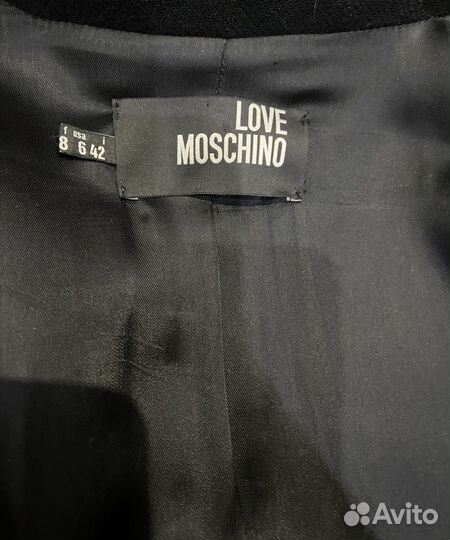 LOVE
MOSCHINO
f usa i
8 6 42
Avito